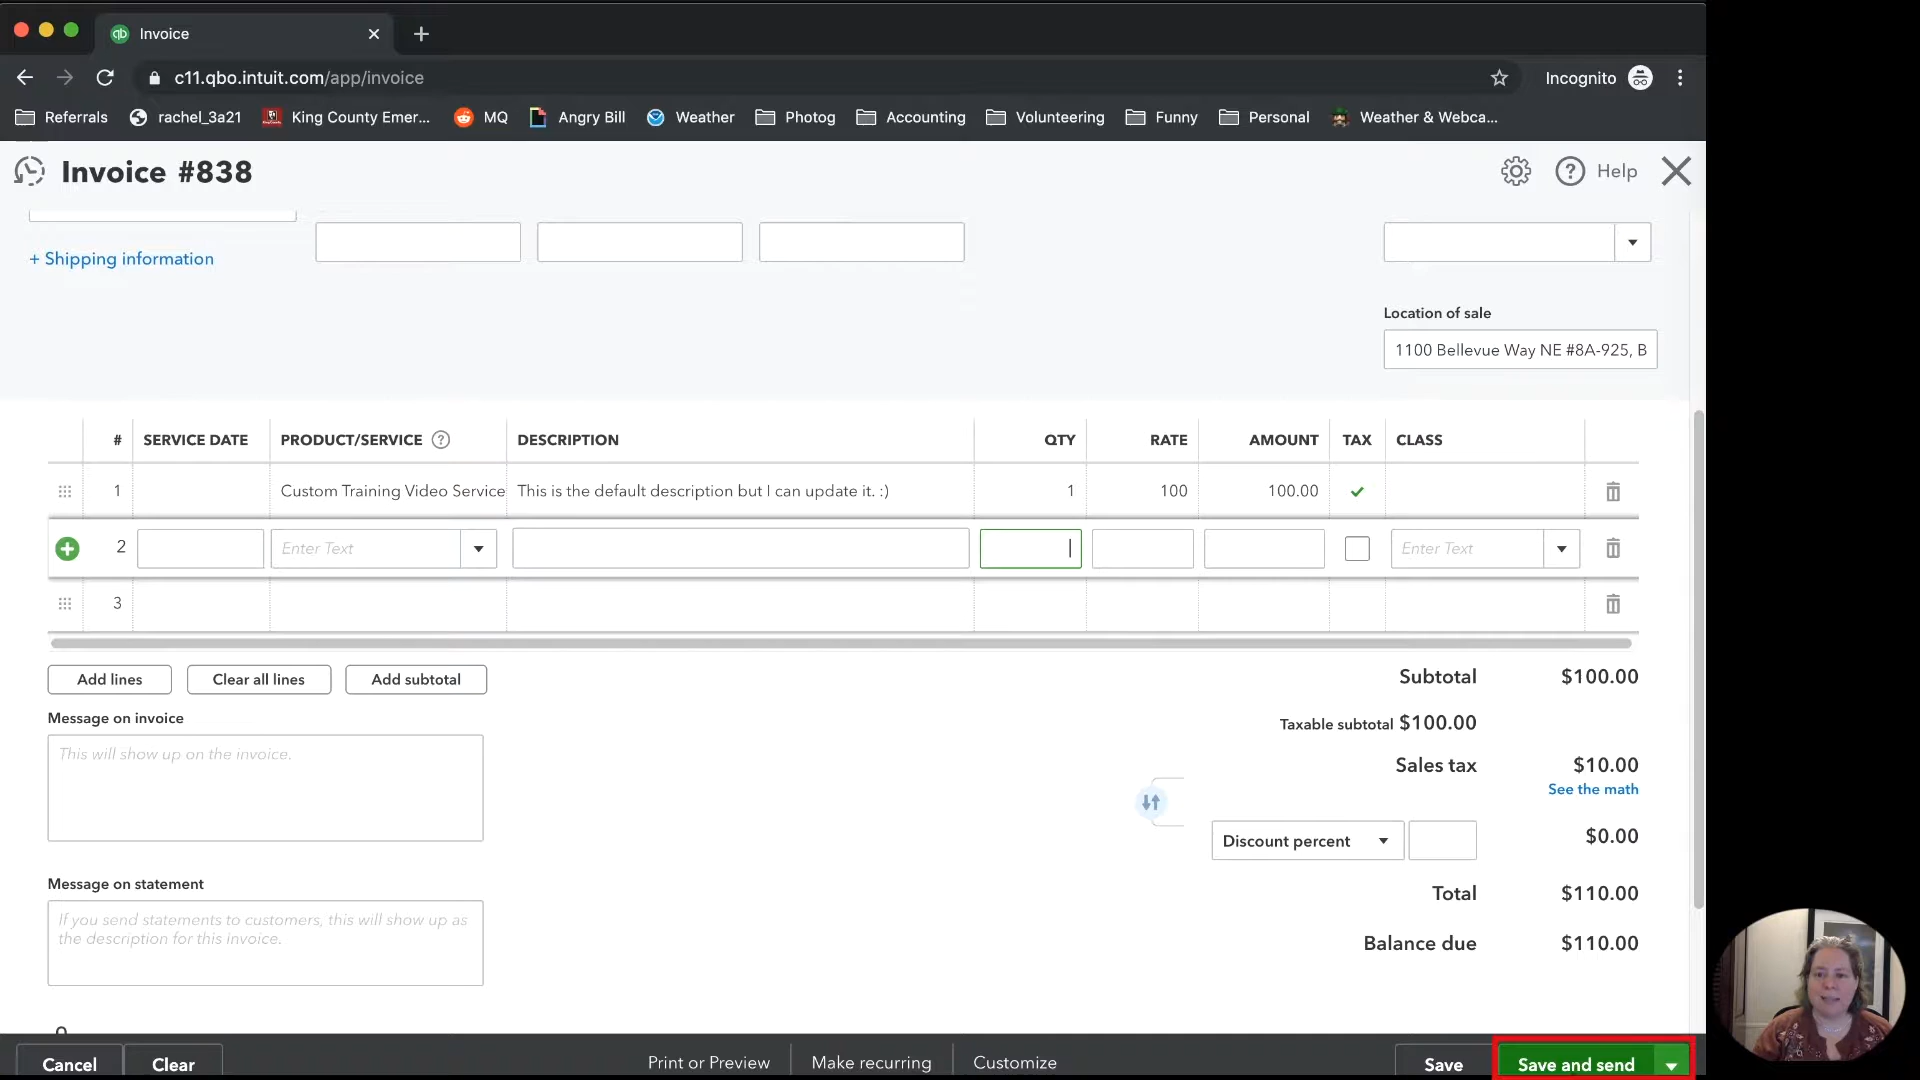 Invoice
c11.qbo.intuit.com/app/invoice
Incognito
Referrals rachel_3a21 King County Emer... MQ Angry Bill Weather Photog Accounting Volunteering Funny Personal Weather & Webca...
Invoice #838
Help
+ Shipping information
Location of sale
1100 Bellevue Way NE #8A-925, B
# SERVICE DATE PRODUCT/SERVICE ? DESCRIPTION QTY RATE AMOUNT TAX CLASS
1 Custom Training Video Service This is the default description but I can update it. :) 1 100 100.00
2 Enter Text Enter Text
3
Add lines Clear all lines Add subtotal
Subtotal $100.00
Message on invoice
Taxable subtotal $100.00
This will show up on the invoice.
Sales tax $10.00
See the math
Discount percent $0.00
Message on statement
Total $110.00
If you send statements to customers, this will show up as
the description for this invoice.
Balance due $110.00
Cancel Clear Print or Preview Make recurring Customize Save Save and send